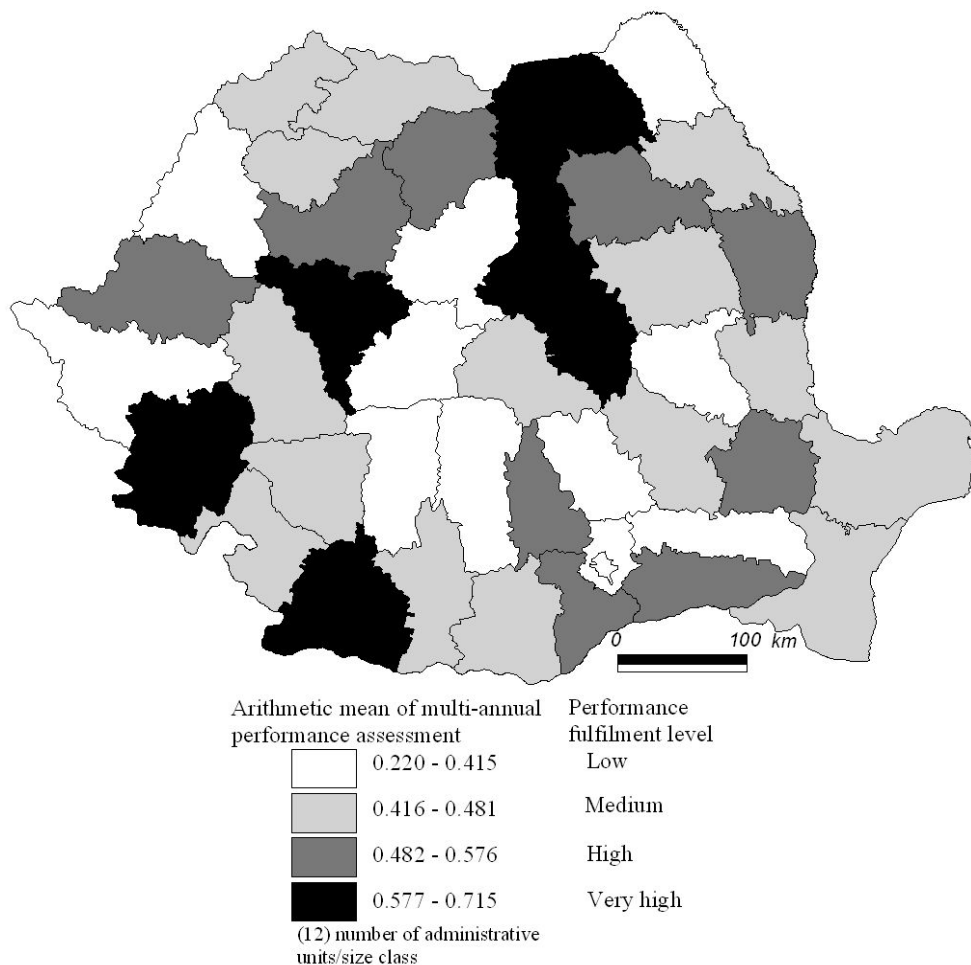 0 100 km
Arithmetic mean of multi-annual Performance
performance assessment fulfilment level
0.220 - 0.415 Low
0.416 - 0.481 Medium
0.482 - 0.576 High
0.577 - 0.715 Very high
(12) number of administrative
units/size class